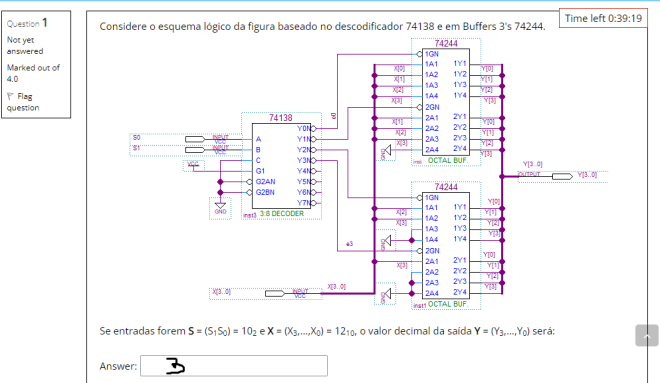 Question 1
Not yet
answered
Marked out of
4.0
Flag
question
Time left 0:39:19
Considere o esquema lógico da figura baseado no descodificador 74138 e em Buffers 3's 74244.
74244
1GN
X[0] 1A1 1Y1 Y[0]
X[1] 1A2 1Y2 Y[1]
X[2] 1A3 1Y3 Y[2]
X[3] 1A4 1Y4 Y[3]
2GN
2A1 2Y1 Y[0]
X[1] 2A2 2Y2 Y[1]
X[2] 2A3 2Y3 Y[2]
X[3] 2A4 2Y4 Y[3]
GND
inst OCTAL BUF.
74138
e0
S0 INPUT VCC A Y0N
S1 INPUT VCC B Y1N
C Y2N
VCC G1 Y3N
G2AN Y4N
G2BN Y5N
Y6N
Y7N
GND
inst3 3:8 DECODER
e3
Y[3..0]
OUTPUT Y[3..0]
74244
1GN
1A1 1Y1 Y[0]
X[2] 1A2 1Y2 Y[1]
X[3] 1A3 1Y3 Y[2]
GND 1A4 1Y4 Y[3]
2GN
2A1 2Y1 Y[0]
X[3] 2A2 2Y2 Y[1]
2A3 2Y3 Y[2]
GND 2A4 2Y4 Y[3]
inst1 OCTAL BUF.
X[3..0] INPUT VCC X[3..0]
Se entradas forem S = (S₁S₀) = 10₂ e X = (X₃,...,X₀) = 12₁₀, o valor decimal da saída Y = (Y₃,...,Y₀) será:
Answer: 3